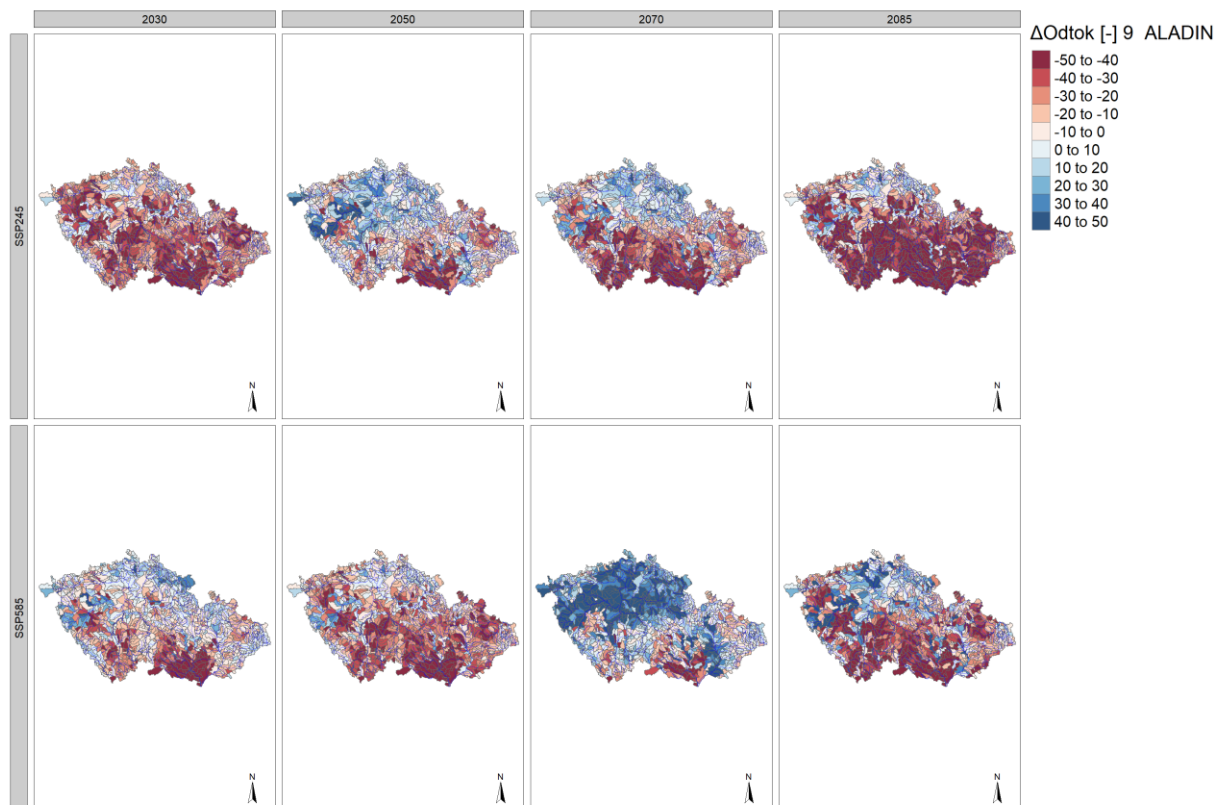 2030
2050
2070
2085
ΔOdtok [-] 9 ALADIN
-50 to -40
-40 to -30
-30 to -20
-20 to -10
-10 to 0
0 to 10
10 to 20
20 to 30
30 to 40
40 to 50
SSP245
N
N
N
N
SSP585
N
N
N
N